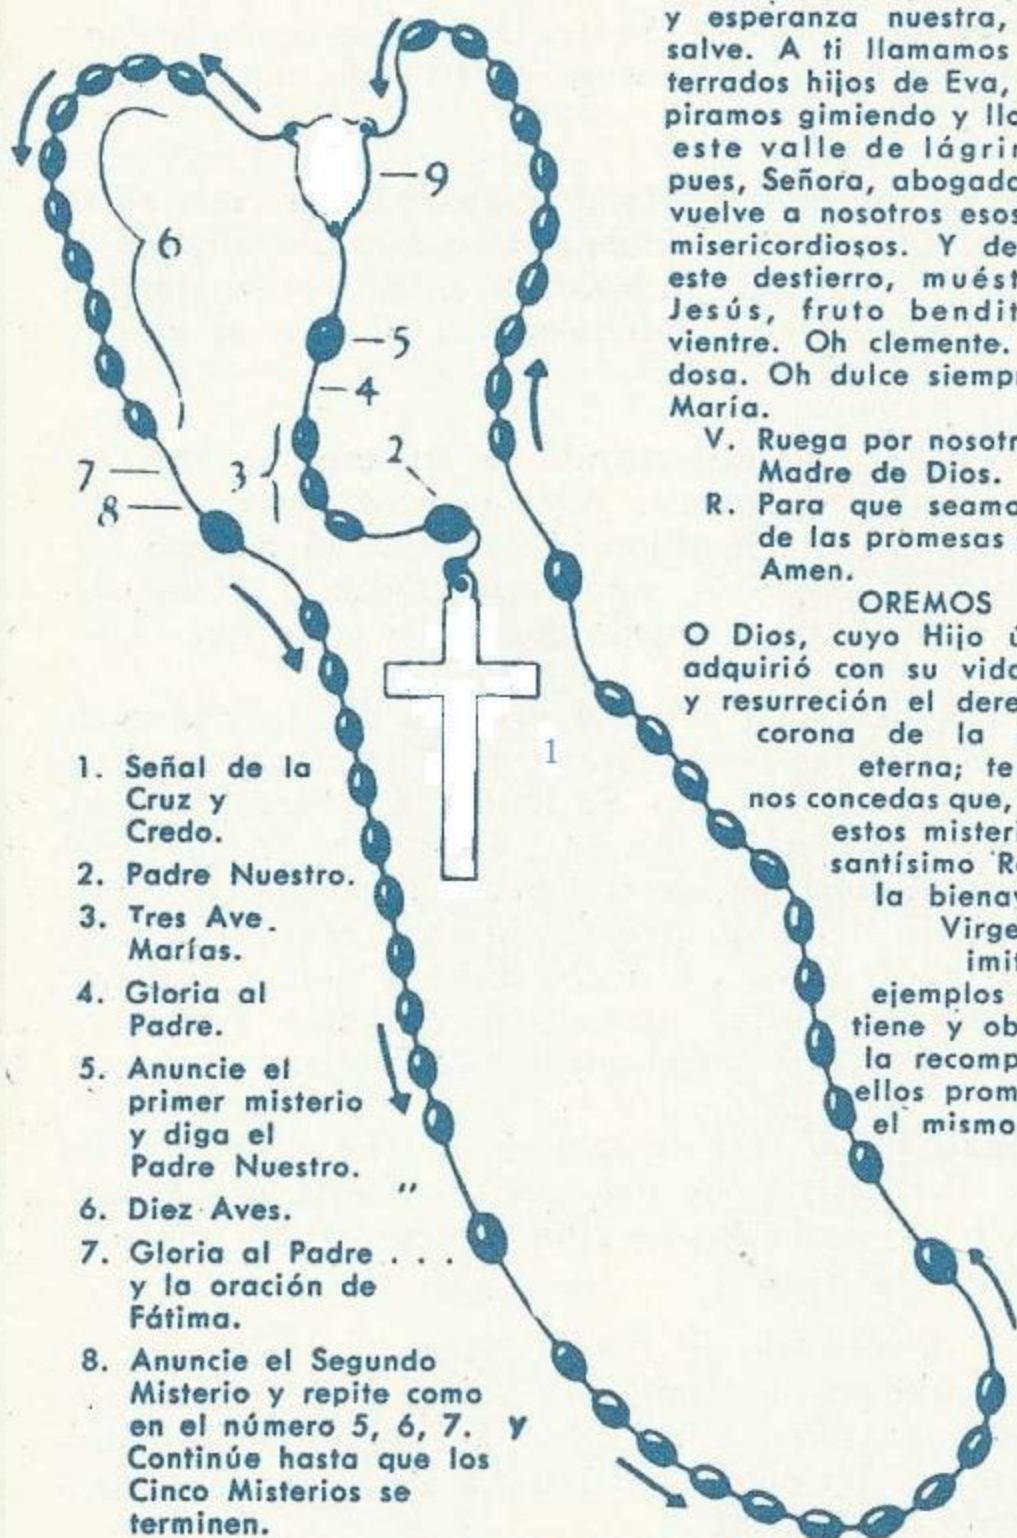 y esperanza nuestra,
salve. A ti llamamos
terrados hijos de Eva,
piramos gimiendo y llo
este valle de lágrim
pues, Señora, abogada
vuelve a nosotros esos
misericordiosos. Y de
este destierro, muést
Jesús, fruto bendit
vientre. Oh clemente.
dosa. Oh dulce siempr
María.
V. Ruega por nosotr
Madre de Dios.
R. Para que seamo
de las promesas
Amen.
OREMOS
O Dios, cuyo Hijo ú
adquirió con su vida
y resurreción el dere
corona de la
eterna; te
nos concedas que,
estos misteri
santísimo Ro
la bienav
Virge
imit
ejemplos
tiene y ob
la recomp
ellos prom
el mismo
9
6
5
4
3
2
7
8
1
1. Señal de la
Cruz y
Credo.
2. Padre Nuestro.
3. Tres Ave.
Marías.
4. Gloria al
Padre.
5. Anuncie el
primer misterio
y diga el
Padre Nuestro.
6. Diez Aves.
7. Gloria al Padre . . .
y la oración de
Fátima.
8. Anuncie el Segundo
Misterio y repite como
en el número 5, 6, 7. y
Continúe hasta que los
Cinco Misterios se
terminen.